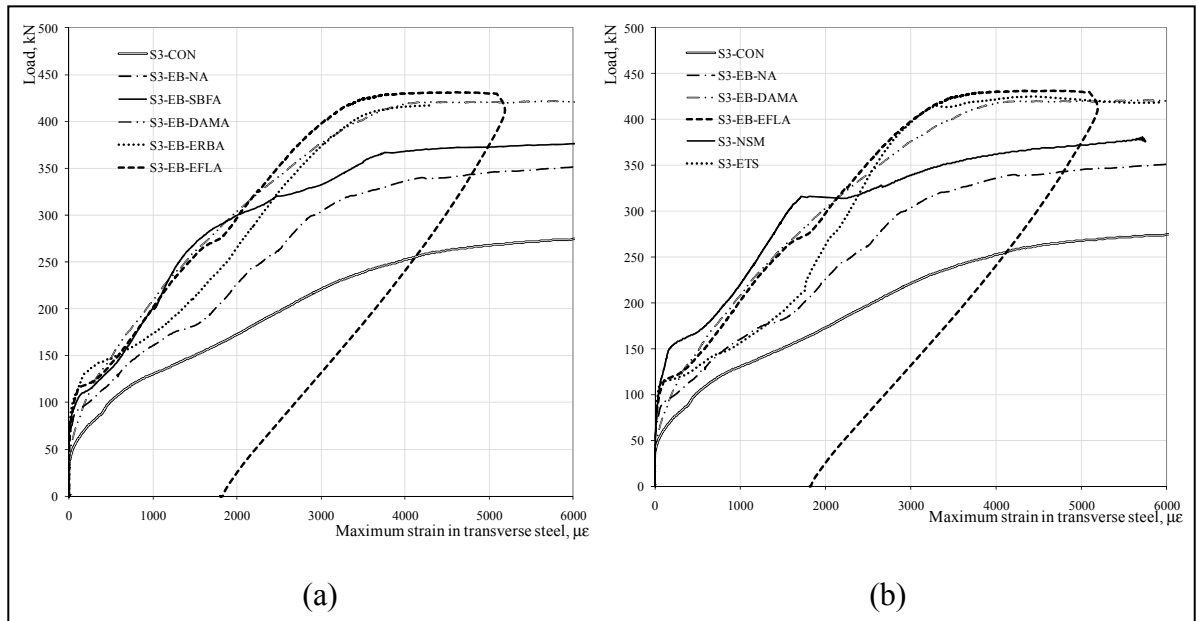 Load, kN
500
450
400
350
300
250
200
150
100
50
0
S3-CON
S3-EB-NA
S3-EB-SBFA
S3-EB-DAMA
S3-EB-ERBA
S3-EB-EFLA
0 1000 2000 3000 4000 5000 6000
Maximum strain in transverse steel, µε
(a)
Load, kN
500
450
400
350
300
250
200
150
100
50
0
S3-CON
S3-EB-NA
S3-EB-DAMA
S3-EB-EFLA
S3-NSM
S3-ETS
0 1000 2000 3000 4000 5000 6000
Maximum strain in transverse steel, µε
(b)